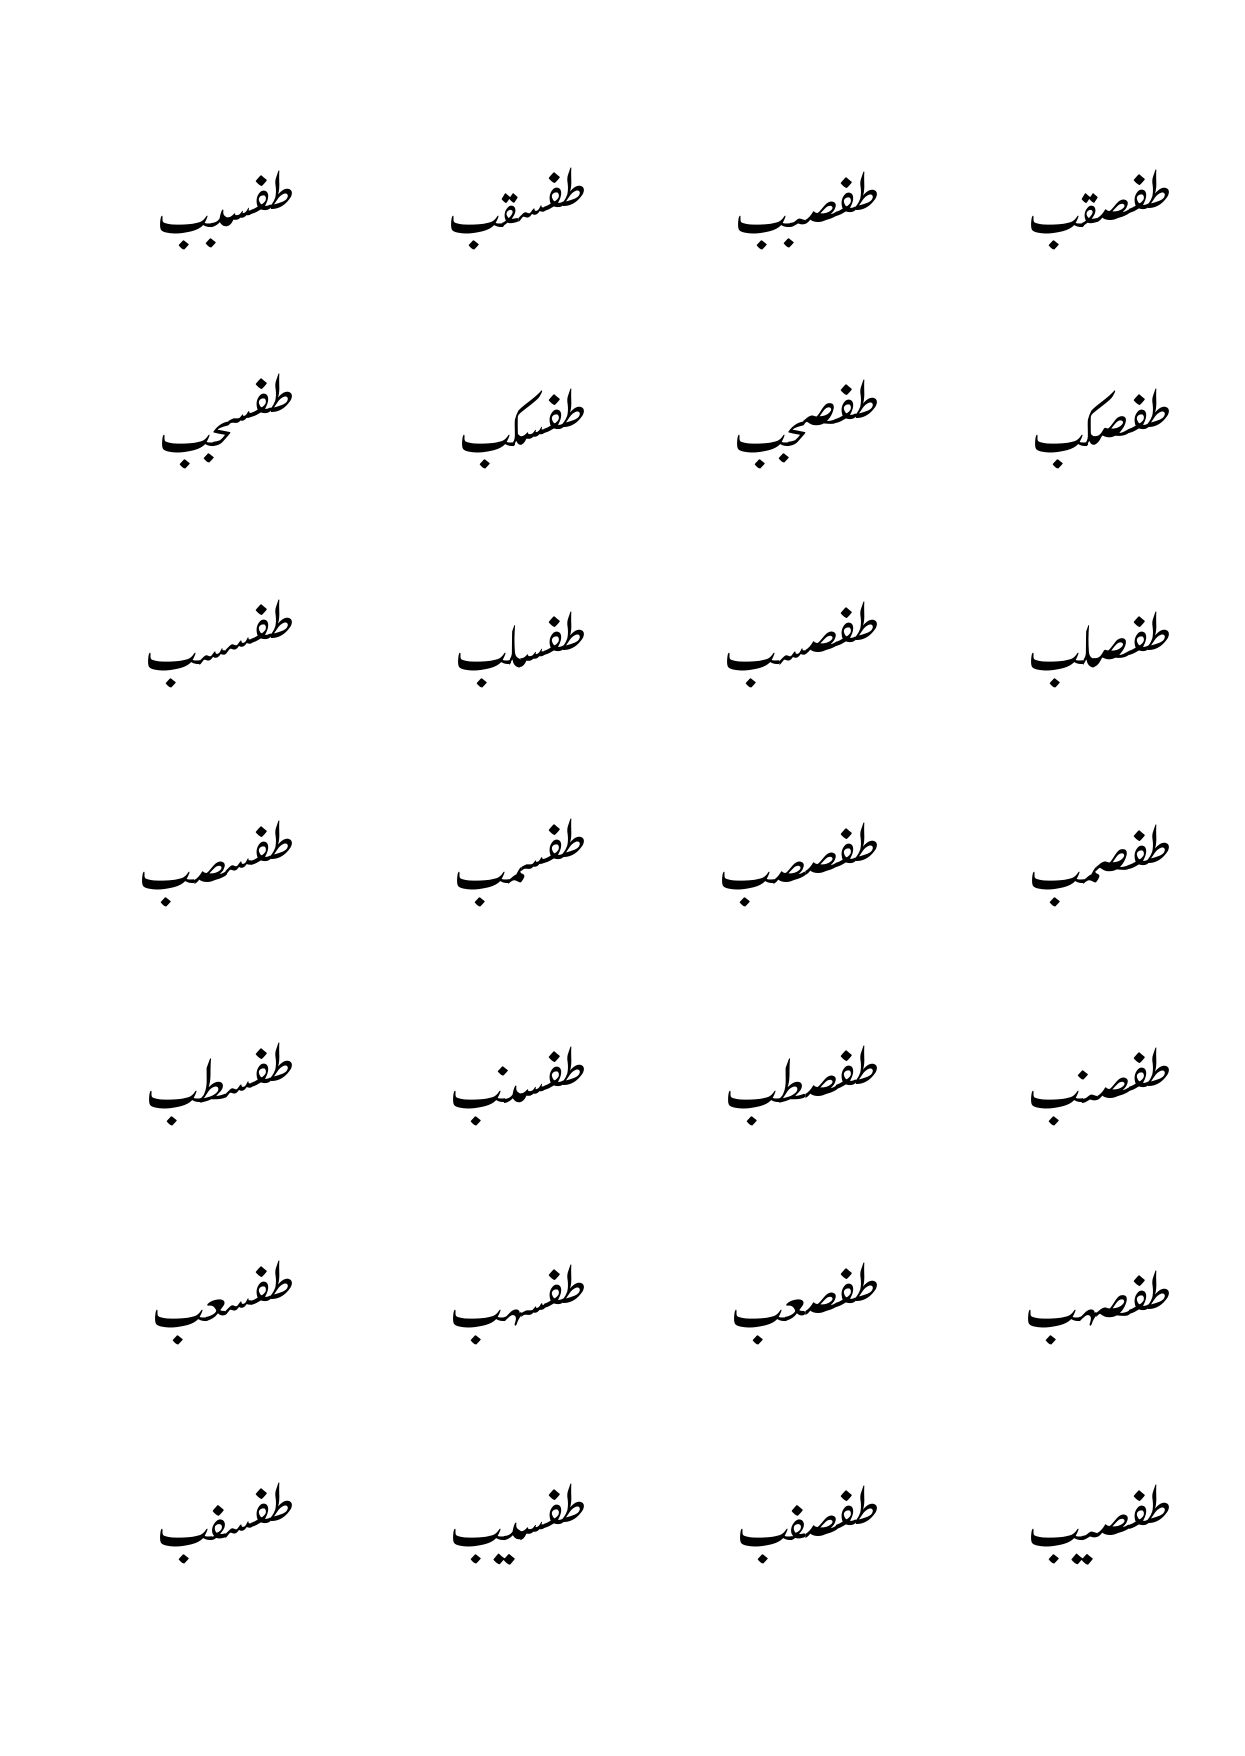 طفصقب طفصبب طفسقب طفسبب
طفصكب طفصجب طفسكب طفسجب
طفصلب طفصسب طفسلب طفسسب
طفصمب طفصصب طفسمب طفسصب
طفصنب طفصطب طفسنب طفسطب
طفصهب طفصعب طفسهب طفسعب
طفصيب طفصفب طفسيب طفسفب